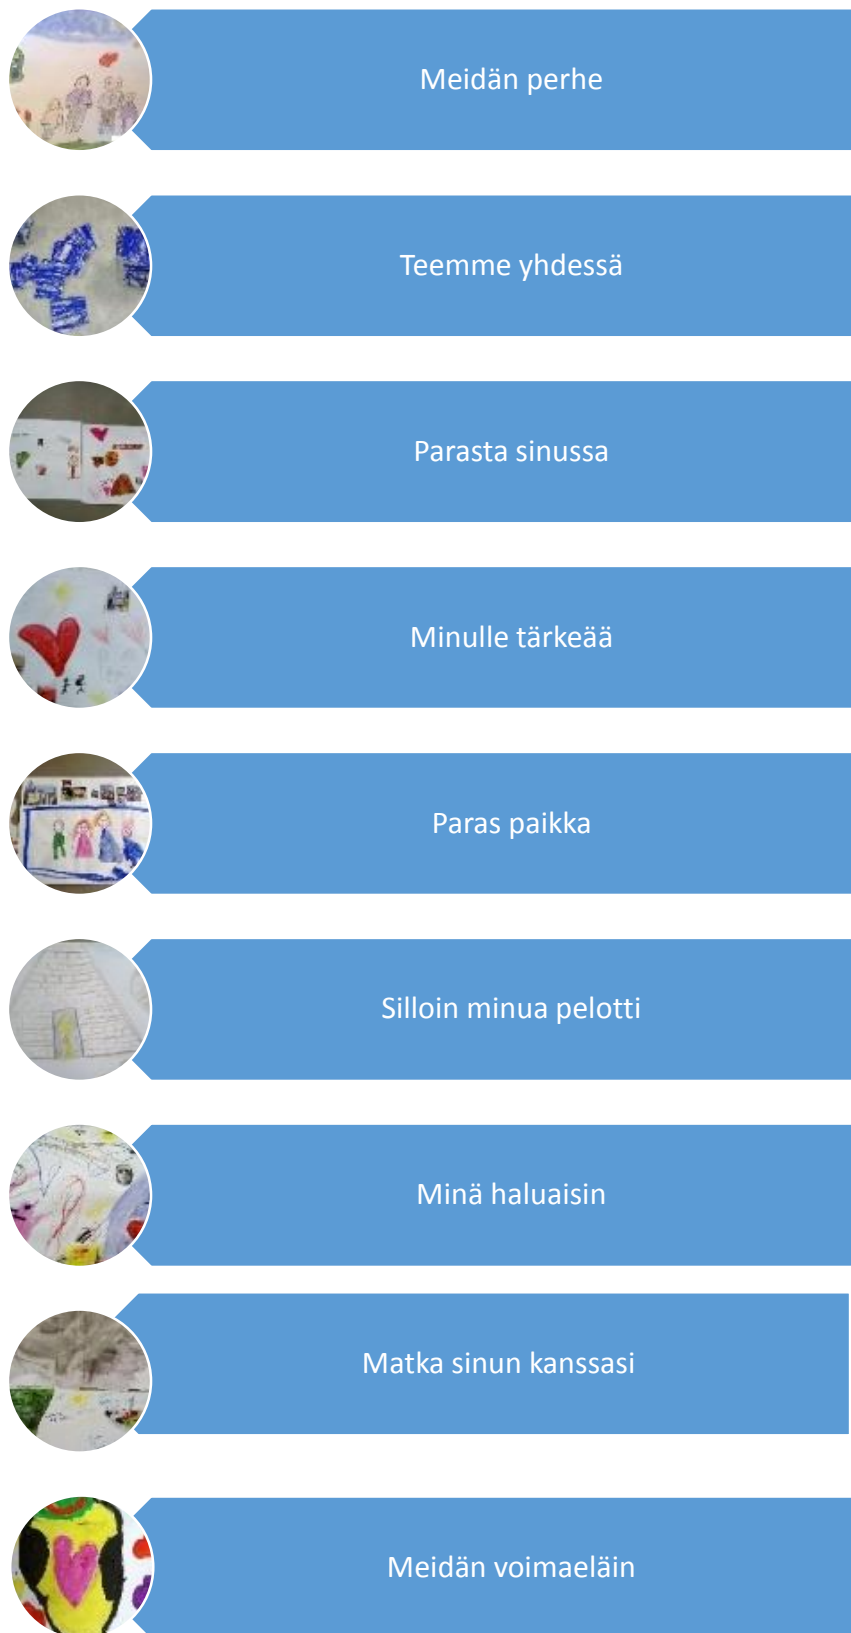 Meidän perhe
Teemme yhdessä
Parasta sinussa
Minulle tärkeää
Paras paikka
Silloin minua pelotti
Minä haluaisin
Matka sinun kanssasi
Meidän voimaeläin